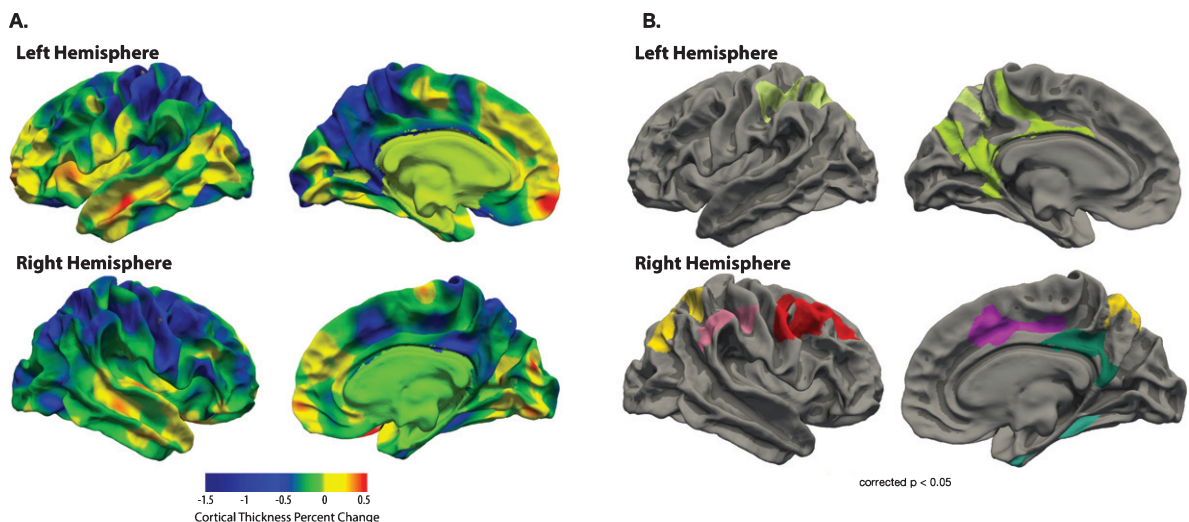 A.
B.
Left Hemisphere
Left Hemisphere
Right Hemisphere
Right Hemisphere
-1.5 -1 -0.5 0 0.5
Cortical Thickness Percent Change
corrected p < 0.05